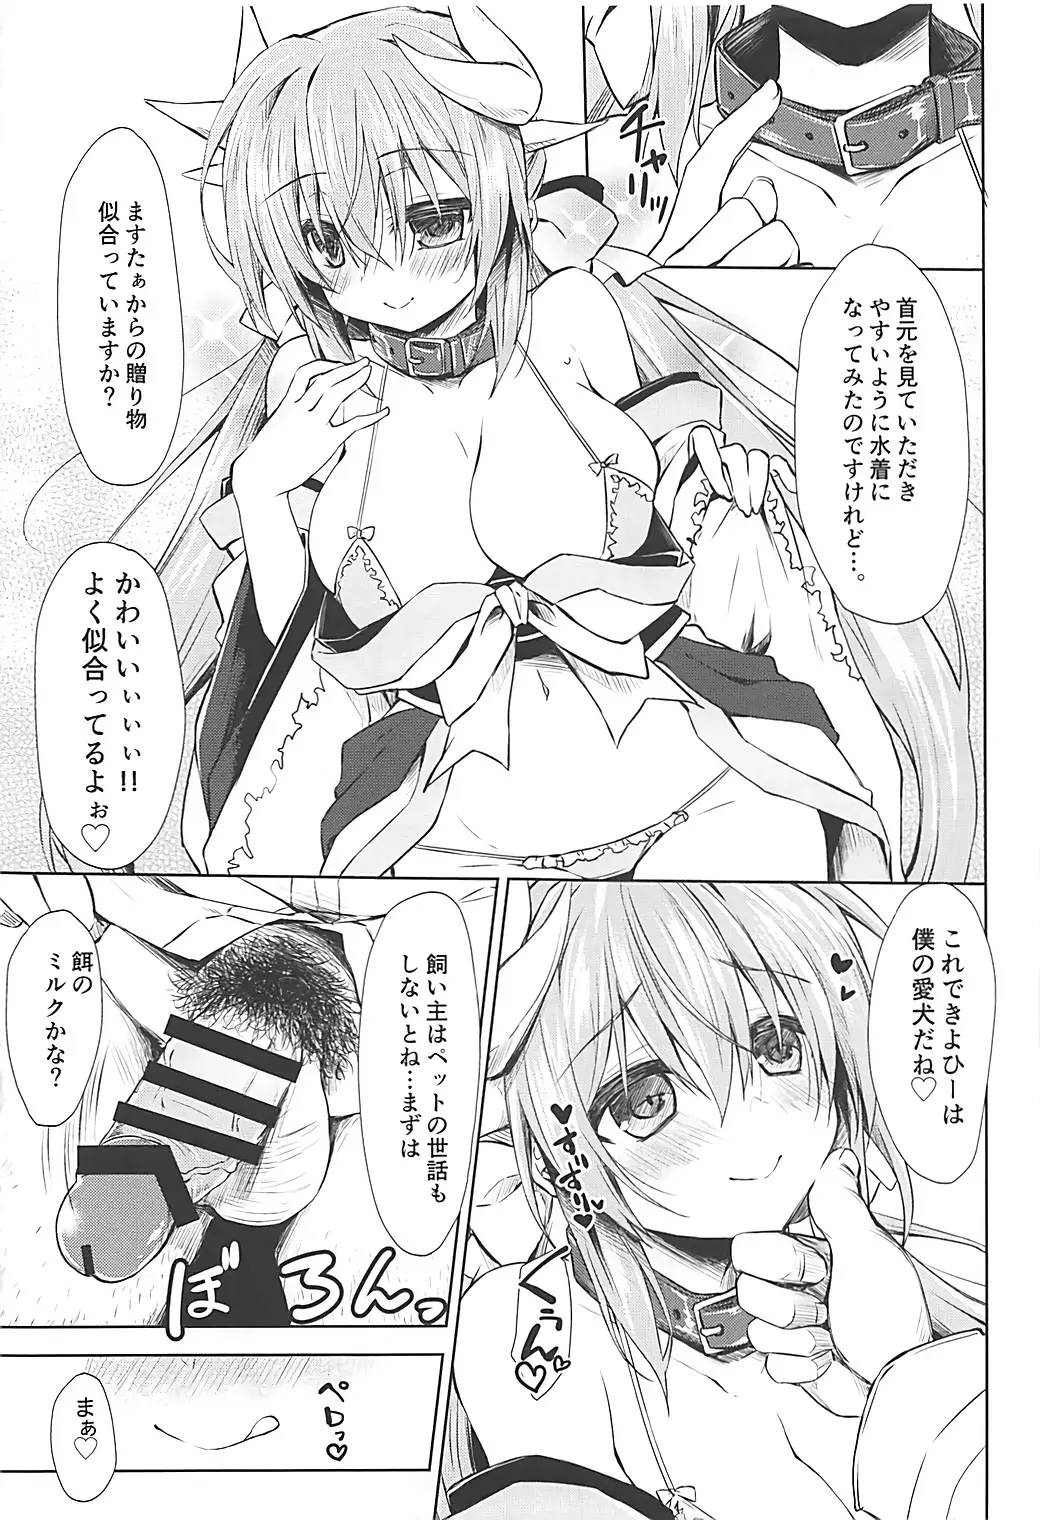 チャリッ
首元を見ていただき
やすいように水着に
なってみたのですけれど…。
ますたぁからの贈り物
似合っていますか?
かわいいぃぃぃ!!
よく似合ってるよぉ♡
これできよひーは
僕の愛犬だね♡
すりすり♥
くぅん♡
飼い主はペットの世話も
しないとね…まずは
餌の
ミルクかな?
ぼろんっ
ペロっ♡
まぁ♡